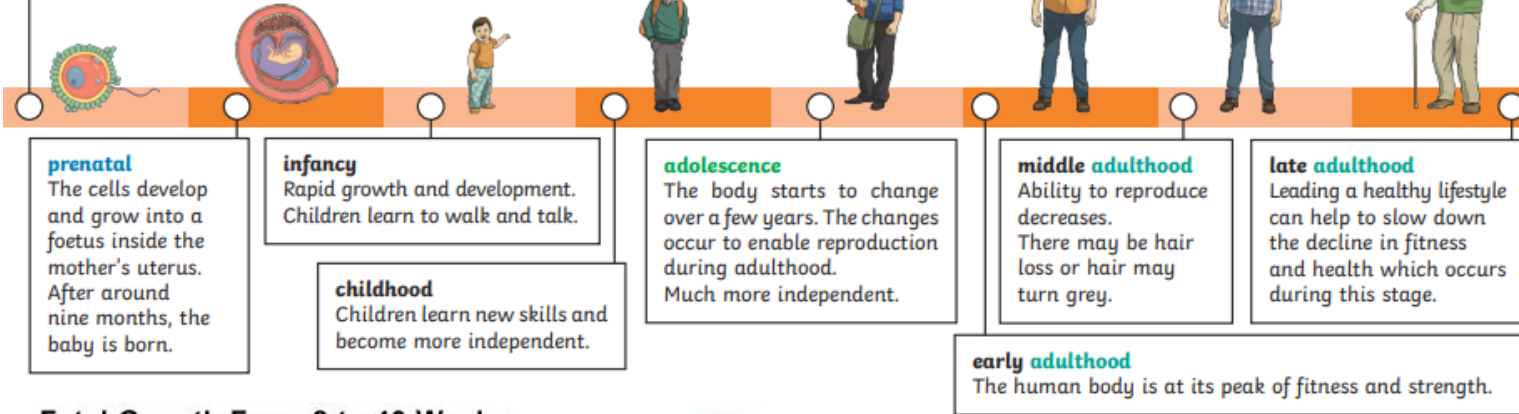 prenatal
The cells develop
and grow into a
foetus inside the
mother's uterus.
After around
nine months, the
baby is born.
infancy
Rapid growth and development.
Children learn to walk and talk.
childhood
Children learn new skills and
become more independent.
adolescence
The body starts to change
over a few years. The changes
occur to enable reproduction
during adulthood.
Much more independent.
middle adulthood
Ability to reproduce
decreases.
There may be hair
loss or hair may
turn grey.
late adulthood
Leading a healthy lifestyle
can help to slow down
the decline in fitness
and health which occurs
during this stage.
early adulthood
The human body is at its peak of fitness and strength.